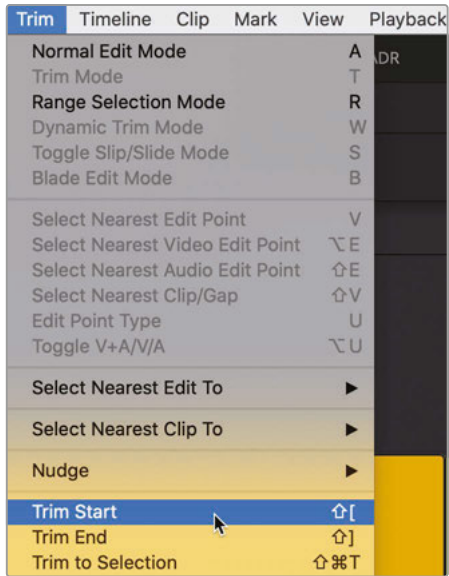 Trim Timeline Clip Mark View Playback
Normal Edit Mode A
ADR
Trim Mode T
Range Selection Mode R
Dynamic Trim Mode W
Toggle Slip/Slide Mode S
Blade Edit Mode B
Select Nearest Edit Point V
Select Nearest Video Edit Point ⌥E
Select Nearest Audio Edit Point ⇧E
Select Nearest Clip/Gap ⇧V
Edit Point Type U
Toggle V+A/V/A ⌥U
Select Nearest Edit To ▶
Select Nearest Clip To ▶
Nudge ▶
Trim Start ⇧[
Trim End ⇧]
Trim to Selection ⇧⌘T